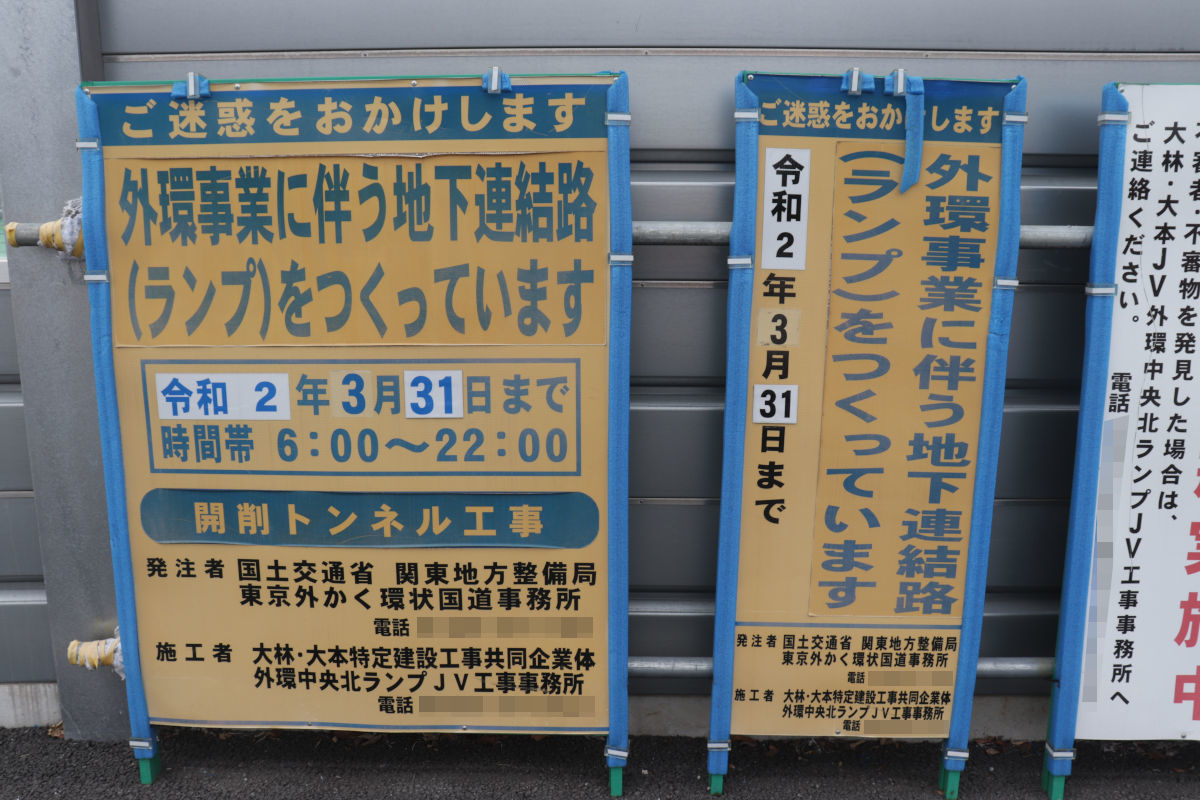 ご迷惑をおかけします
外環事業に伴う地下連結路
(ランプ)をつくっています
令和 2 年 3 月 31 日まで
時間帯 6:00～22:00
開削トンネル工事
発注者 国土交通省 関東地方整備局
東京外かく環状国道事務所
電話
施工者 大林・大本特定建設工事共同企業体
外環中央北ランプJV工事事務所
電話
ご迷惑をおかけします
外環事業に伴う地下連結路
(ランプ)をつくっています
令和2年3月31日まで
発注者 国土交通省 関東地方整備局
東京外かく環状国道事務所
電話
施工者 大林・大本特定建設工事共同企業体
外環中央北ランプJV工事事務所
電話
施中
審者、不審物を発見した場合は、
大林・大本JV外環中央北ランプJV工事事務所へ
ご連絡ください。
電話